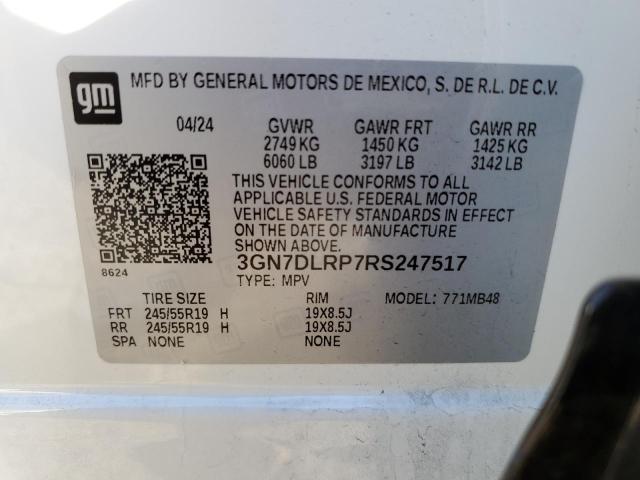 gm
MFD BY GENERAL MOTORS DE MEXICO, S. DE R.L. DE C.V.
04/24 GVWR GAWR FRT GAWR RR
2749 KG 1450 KG 1425 KG
6060 LB 3197 LB 3142 LB
THIS VEHICLE CONFORMS TO ALL
APPLICABLE U.S. FEDERAL MOTOR
VEHICLE SAFETY STANDARDS IN EFFECT
ON THE DATE OF MANUFACTURE
SHOWN ABOVE.
8624 3GN7DLRP7RS247517
TYPE: MPV MODEL: 771MB48
TIRE SIZE RIM
FRT 245/55R19 H 19X8.5J
RR 245/55R19 H 19X8.5J
SPA NONE NONE